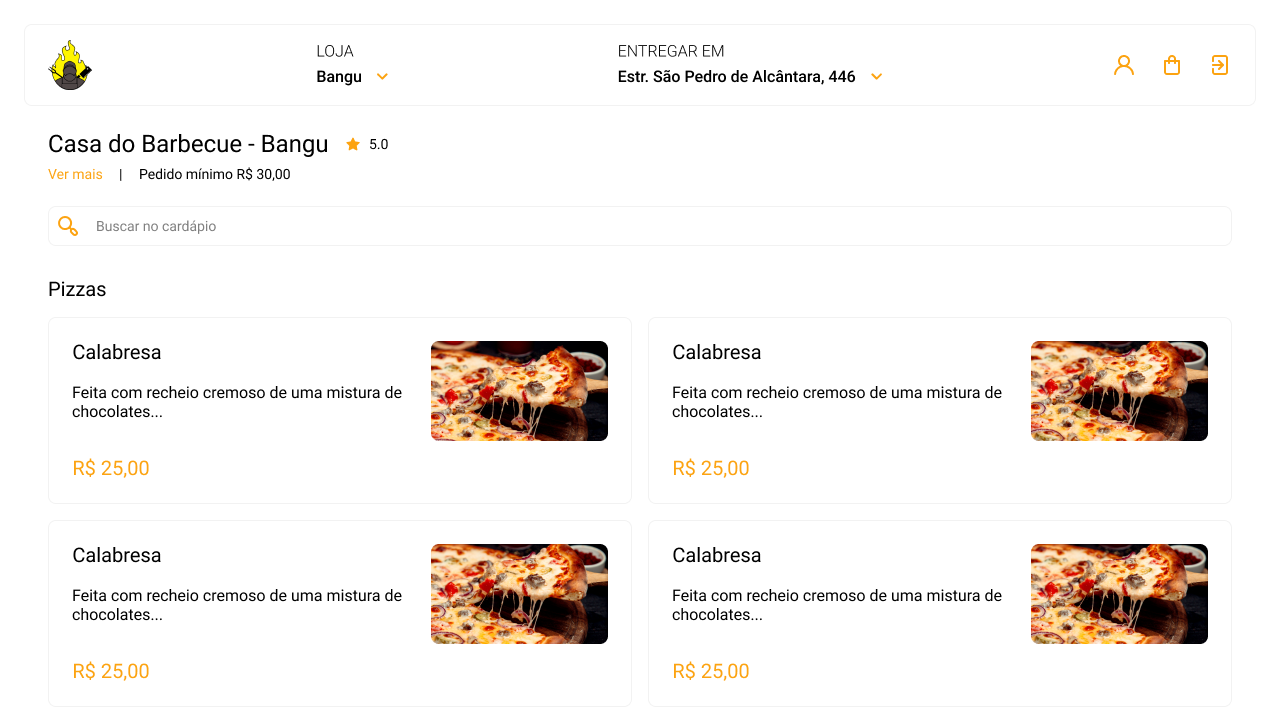 LOJA
Bangu
ENTREGAR EM
Estr. São Pedro de Alcântara, 446
Casa do Barbecue - Bangu
5.0
Ver mais | Pedido mínimo R$ 30,00
Buscar no cardápio
Pizzas
Calabresa
Feita com recheio cremoso de uma mistura de
chocolates...
R$ 25,00
Calabresa
Feita com recheio cremoso de uma mistura de
chocolates...
R$ 25,00
Calabresa
Feita com recheio cremoso de uma mistura de
chocolates...
R$ 25,00
Calabresa
Feita com recheio cremoso de uma mistura de
chocolates...
R$ 25,00